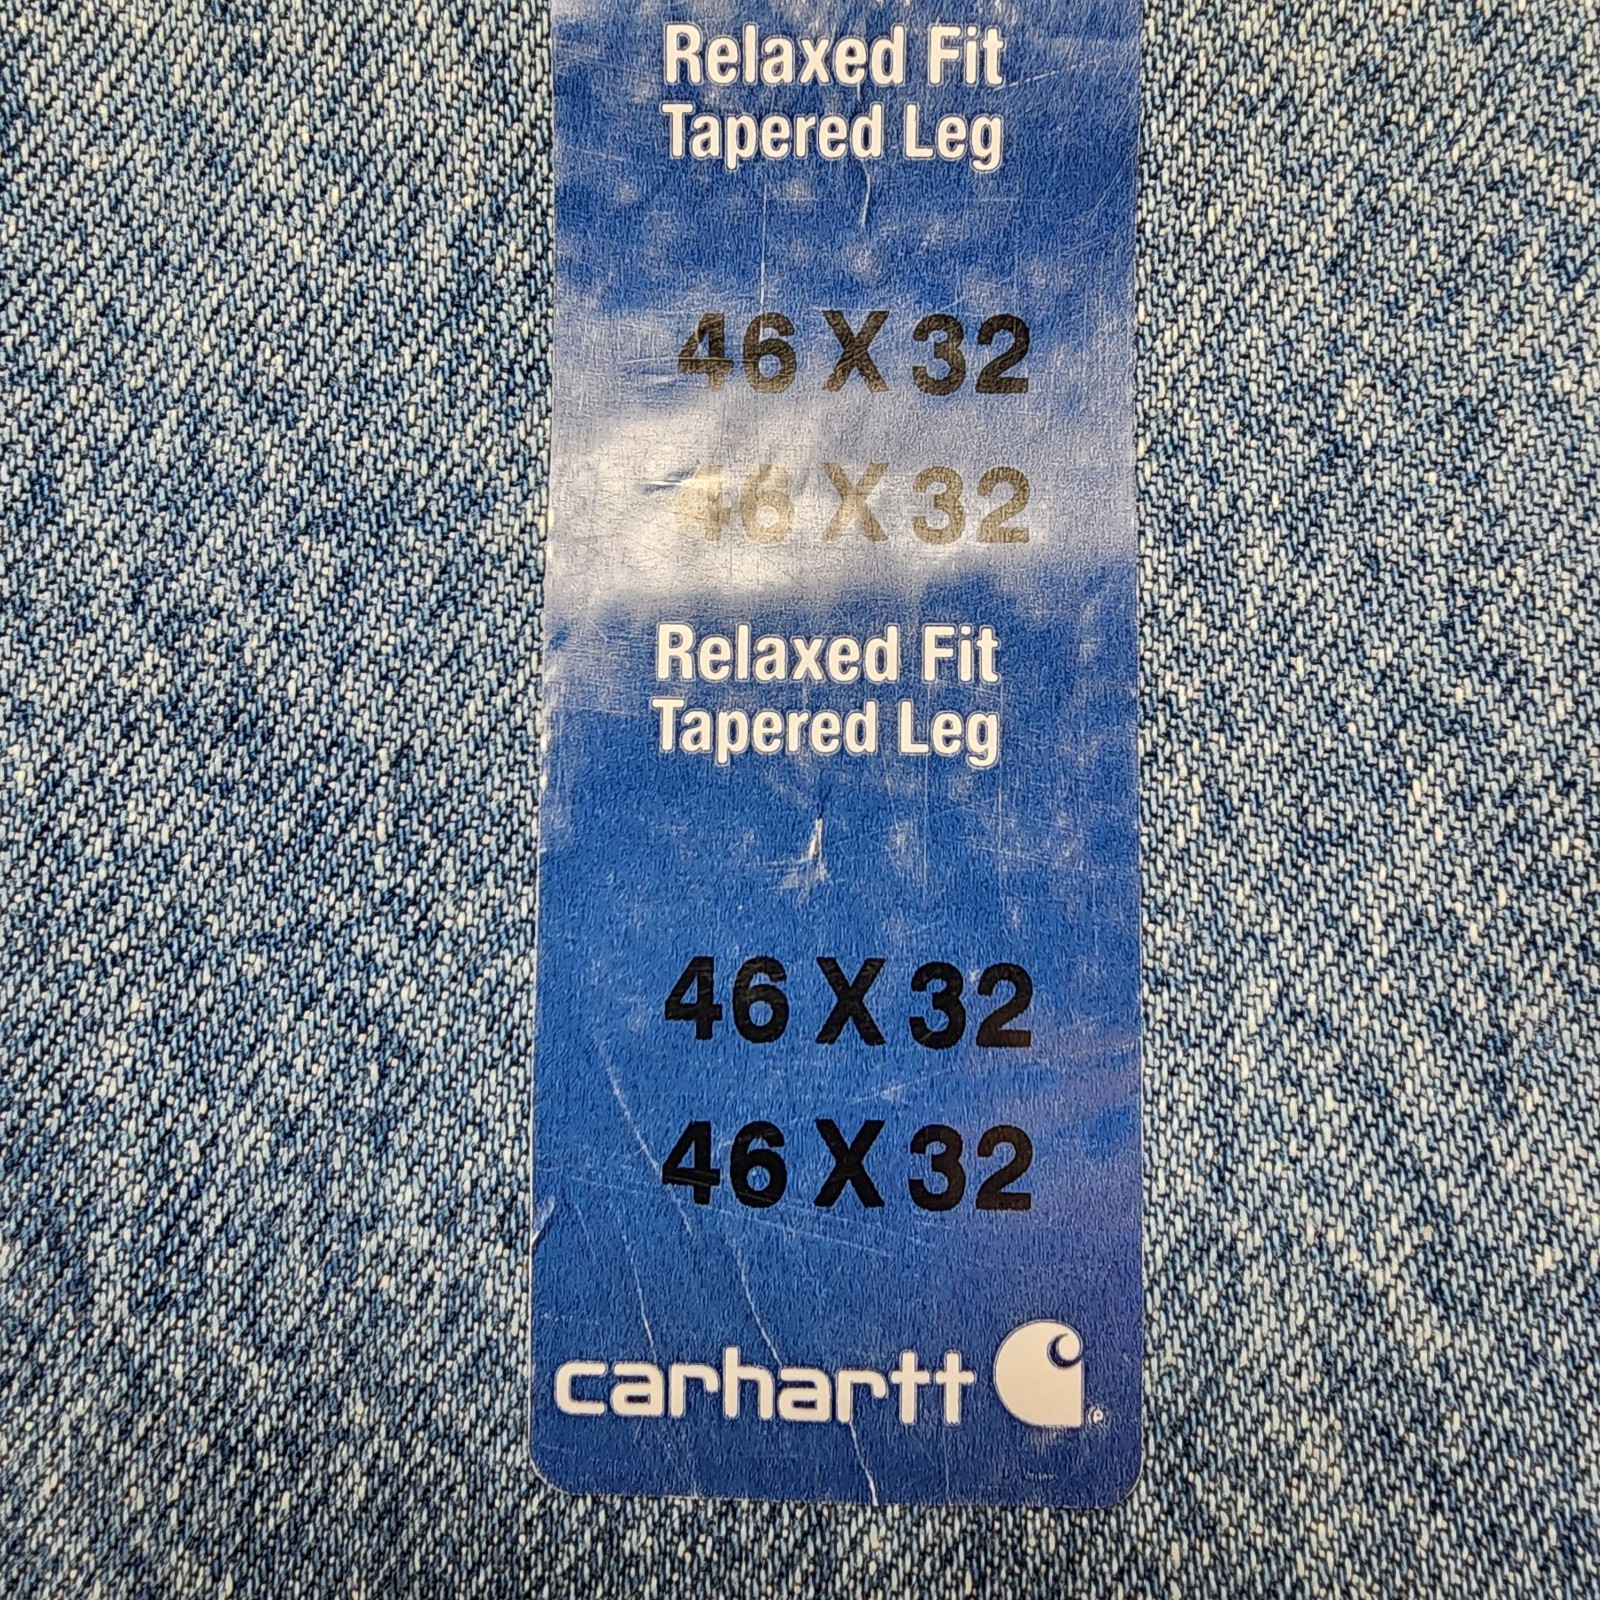 Relaxed Fit
Tapered Leg
46 X 32
46 X 32
Relaxed Fit
Tapered Leg
46 X 32
46 X 32
carhartt